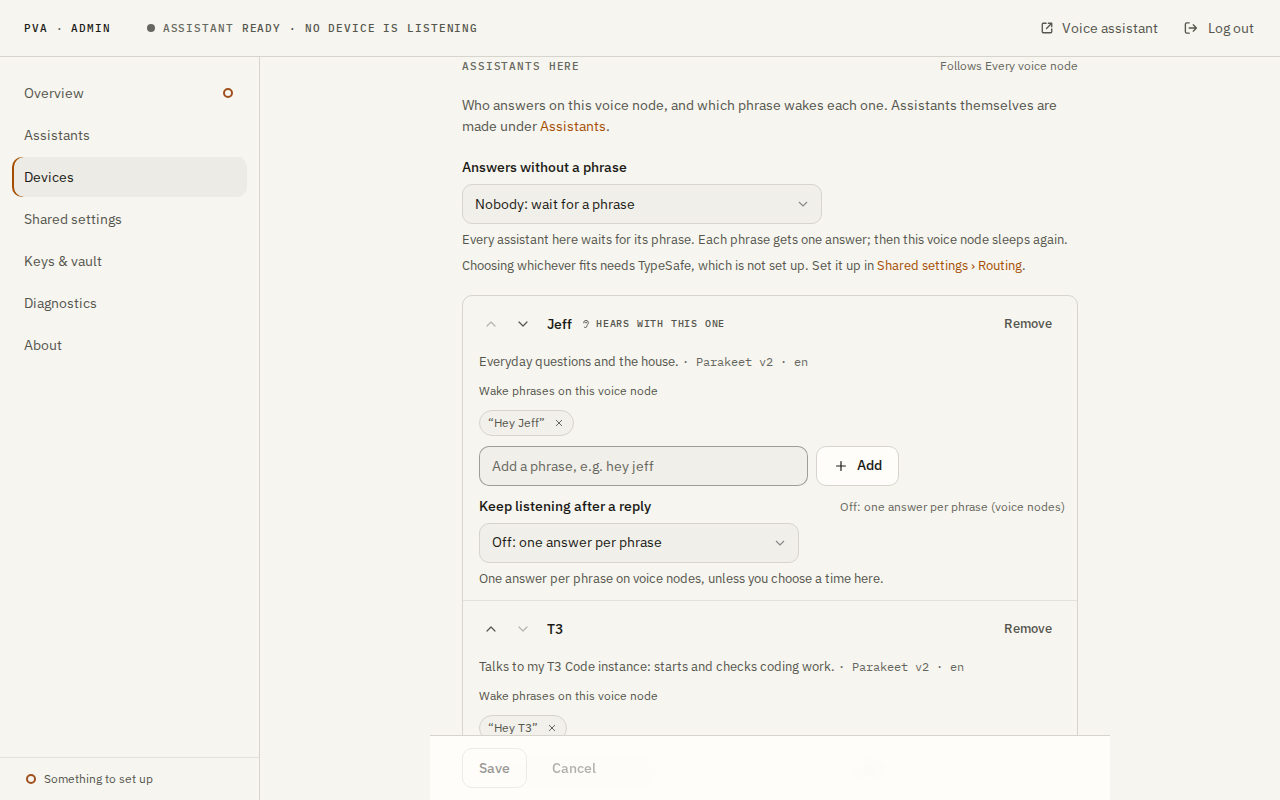 PVA · ADMIN
ASSISTANT READY · NO DEVICE IS LISTENING
Voice assistant
Log out
Overview
Assistants
Devices
Shared settings
Keys & vault
Diagnostics
About
Something to set up
ASSISTANTS HERE
Follows Every voice node
Who answers on this voice node, and which phrase wakes each one. Assistants themselves are
made under Assistants.
Answers without a phrase
Nobody: wait for a phrase
Every assistant here waits for its phrase. Each phrase gets one answer; then this voice node sleeps again.
Choosing whichever fits needs TypeSafe, which is not set up. Set it up in Shared settings › Routing.
Jeff
HEARS WITH THIS ONE
Remove
Everyday questions and the house. · Parakeet v2 · en
Wake phrases on this voice node
“Hey Jeff”
Add a phrase, e.g. hey jeff
Add
Keep listening after a reply
Off: one answer per phrase (voice nodes)
Off: one answer per phrase
One answer per phrase on voice nodes, unless you choose a time here.
T3
Remove
Talks to my T3 Code instance: starts and checks coding work. · Parakeet v2 · en
Wake phrases on this voice node
“Hey T3”
Save
Cancel